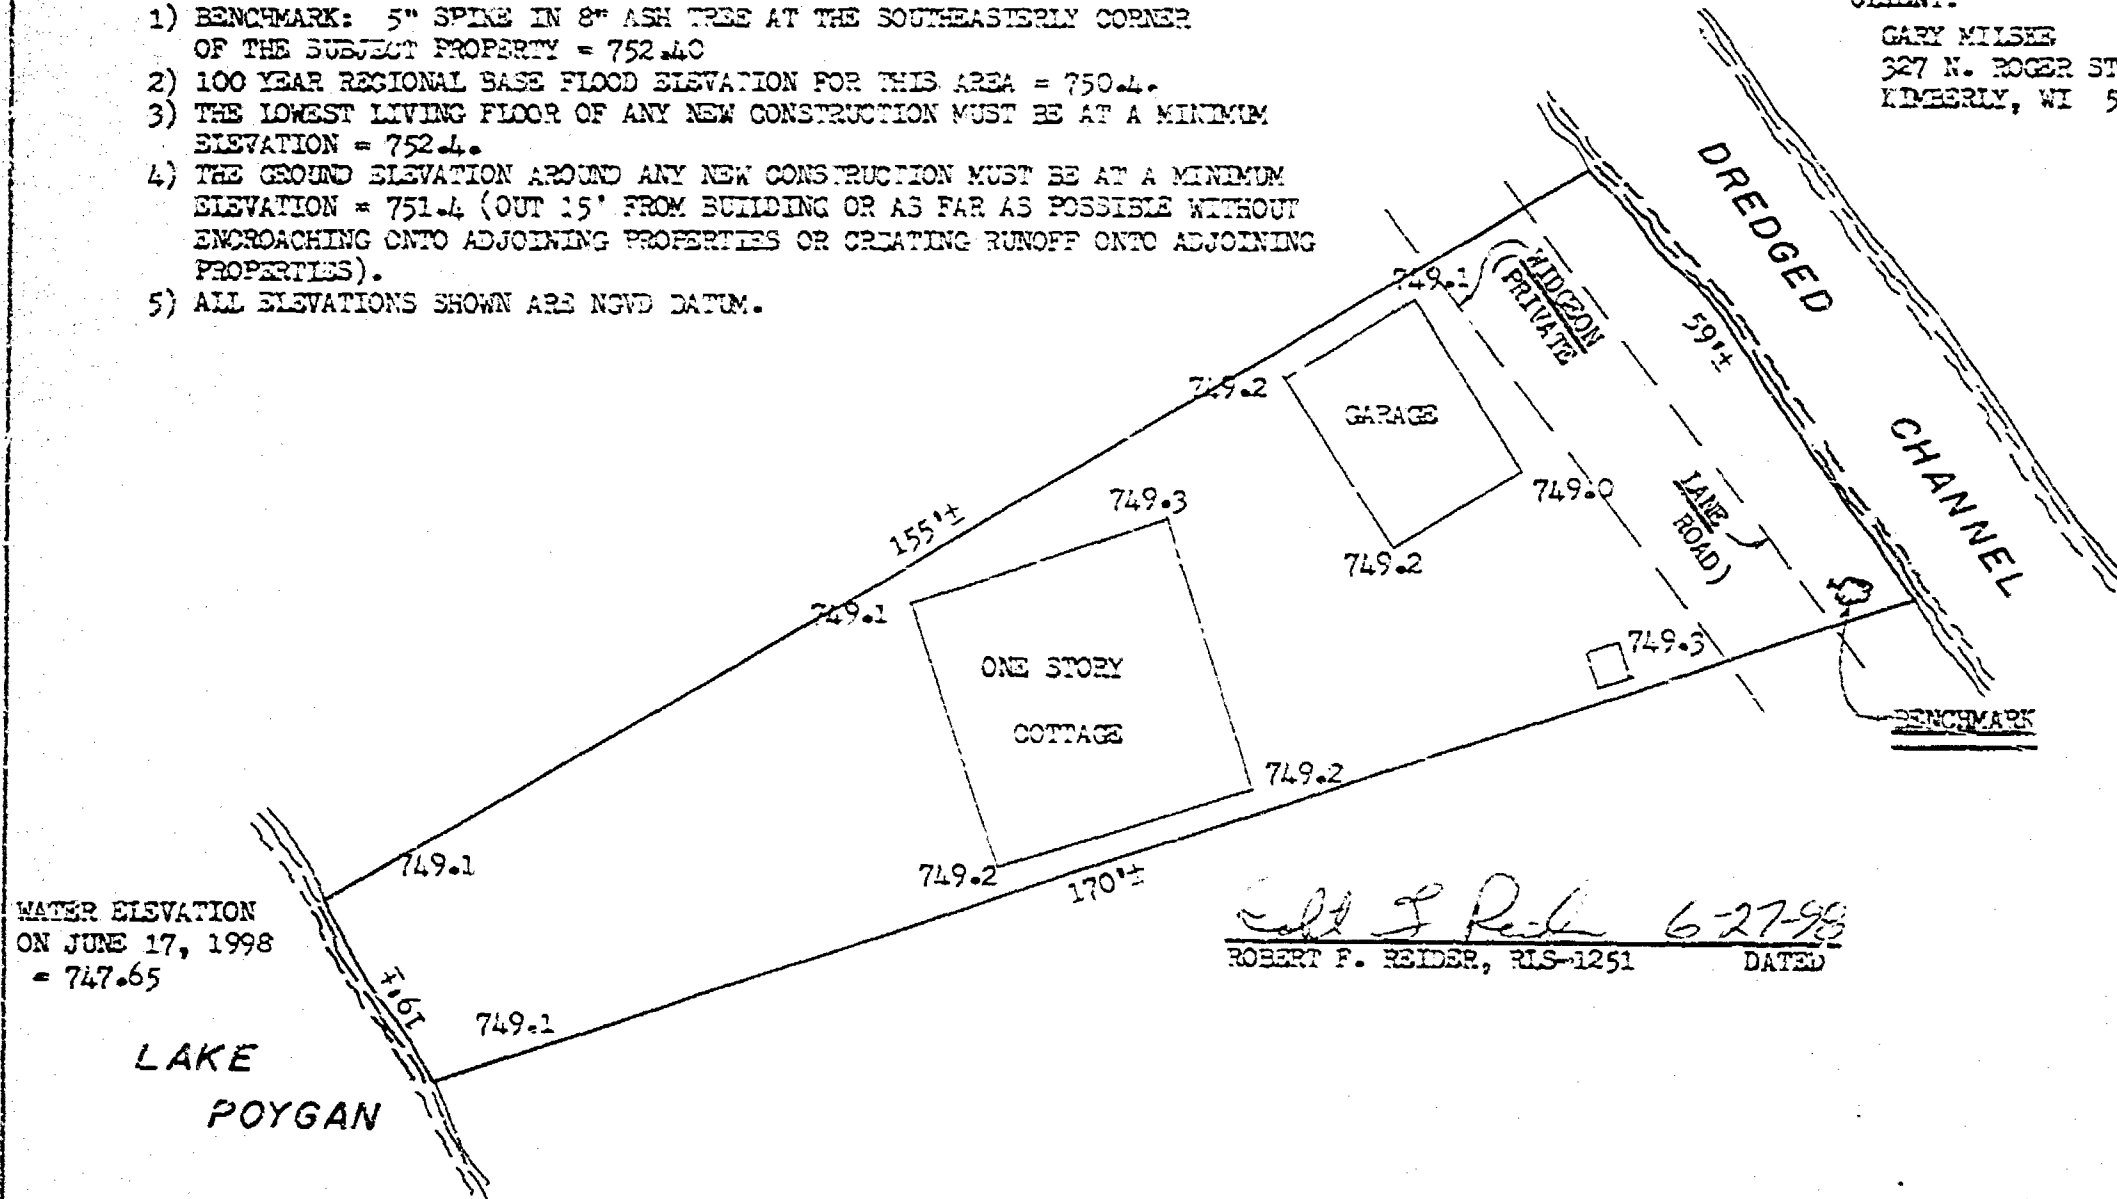 1) BENCHMARK: 5" SPIKE IN 8" ASH TREE AT THE SOUTHEASTERLY CORNER
OF THE SUBJECT PROPERTY = 752.40
2) 100 YEAR REGIONAL BASE FLOOD ELEVATION FOR THIS AREA = 750.4.
3) THE LOWEST LIVING FLOOR OF ANY NEW CONSTRUCTION MUST BE AT A MINIMUM
ELEVATION = 752.4.
4) THE GROUND ELEVATION AROUND ANY NEW CONSTRUCTION MUST BE AT A MINIMUM
ELEVATION = 751.4 (OUT 15' FROM BUILDING OR AS FAR AS POSSIBLE WITHOUT
ENCROACHING ONTO ADJOINING PROPERTIES OR CREATING RUNOFF ONTO ADJOINING
PROPERTIES).
5) ALL ELEVATIONS SHOWN ARE NGVD DATUM.
CLIENT:
GARY MILSKE
327 N. ROGER ST
KIMBERLY, WI 5
DREDGED
CHANNEL
749.1
WIDGEON
(PRIVATE
59'±
749.2
GARAGE
749.0
LANE
ROAD)
749.2
749.3
155'±
749.1
ONE STORY
COTTAGE
749.3
BENCHMARK
749.2
749.2
170'±
749.1
WATER ELEVATION
ON JUNE 17, 1998
= 747.65
19'±
749.1
LAKE
POYGAN
6-27-98
ROBERT F. REIDER, RLS-1251 DATED